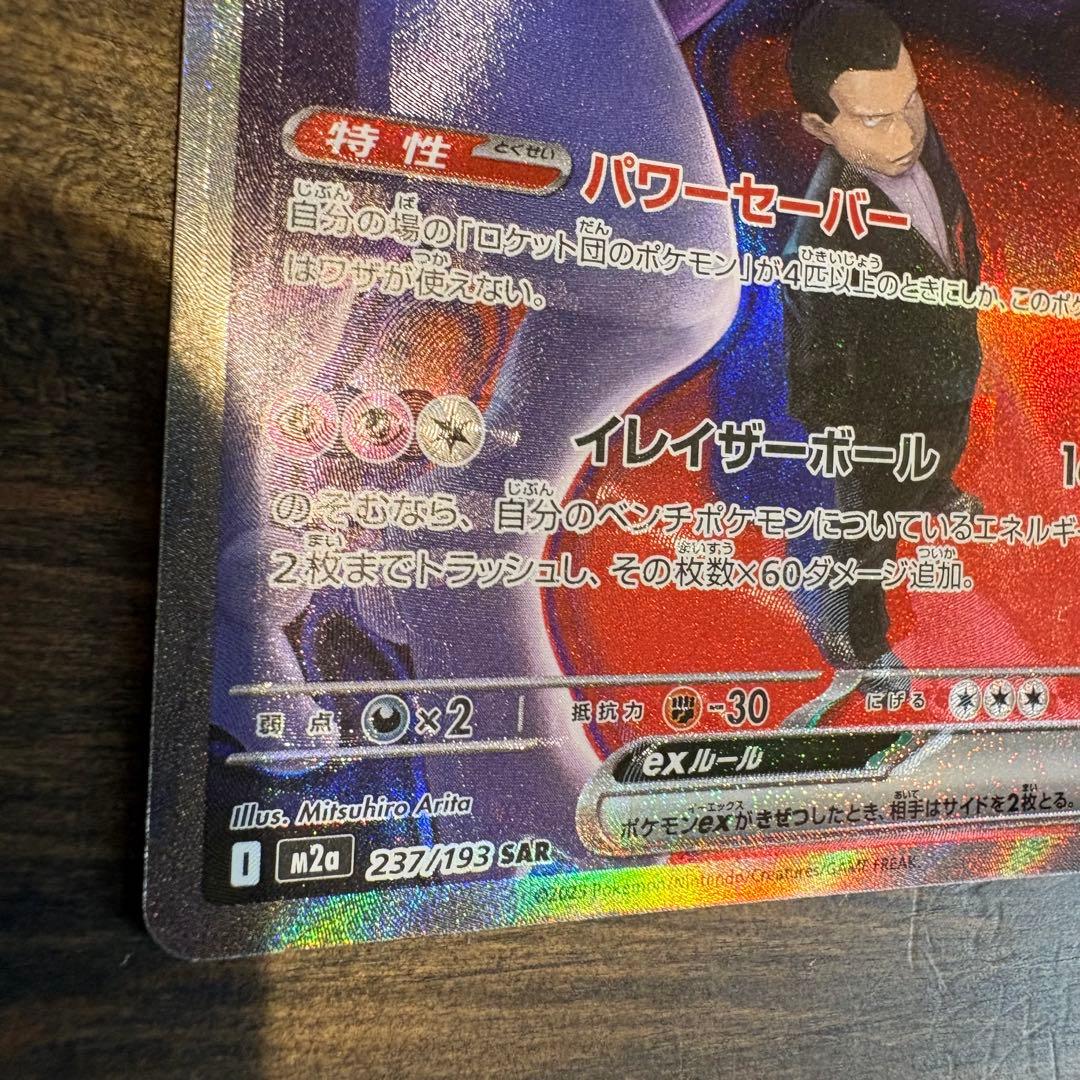 特性 とくせい パワーセーバー
じぶん ば だん ひきいじょう
自分の場の「ロケット団のポケモン」が4匹以上のときにしか、このポケ
つか
はワザが使えない。
イレイザーボール 1
じぶん
のぞむなら、自分のベンチポケモンについているエネルギ
まい まいすう ついか
2枚までトラッシュし、その枚数×60ダメージ追加。
弱点 ×2 抵抗力 -30 にげる
exルール
イーエックス あいて まい
ポケモンexがきぜつしたとき、相手はサイドを2枚とる。
Illus. Mitsuhiro Arita
I m2a 237/193 SAR
©2025 Pokémon/Nintendo/Creatures/GAME FREAK